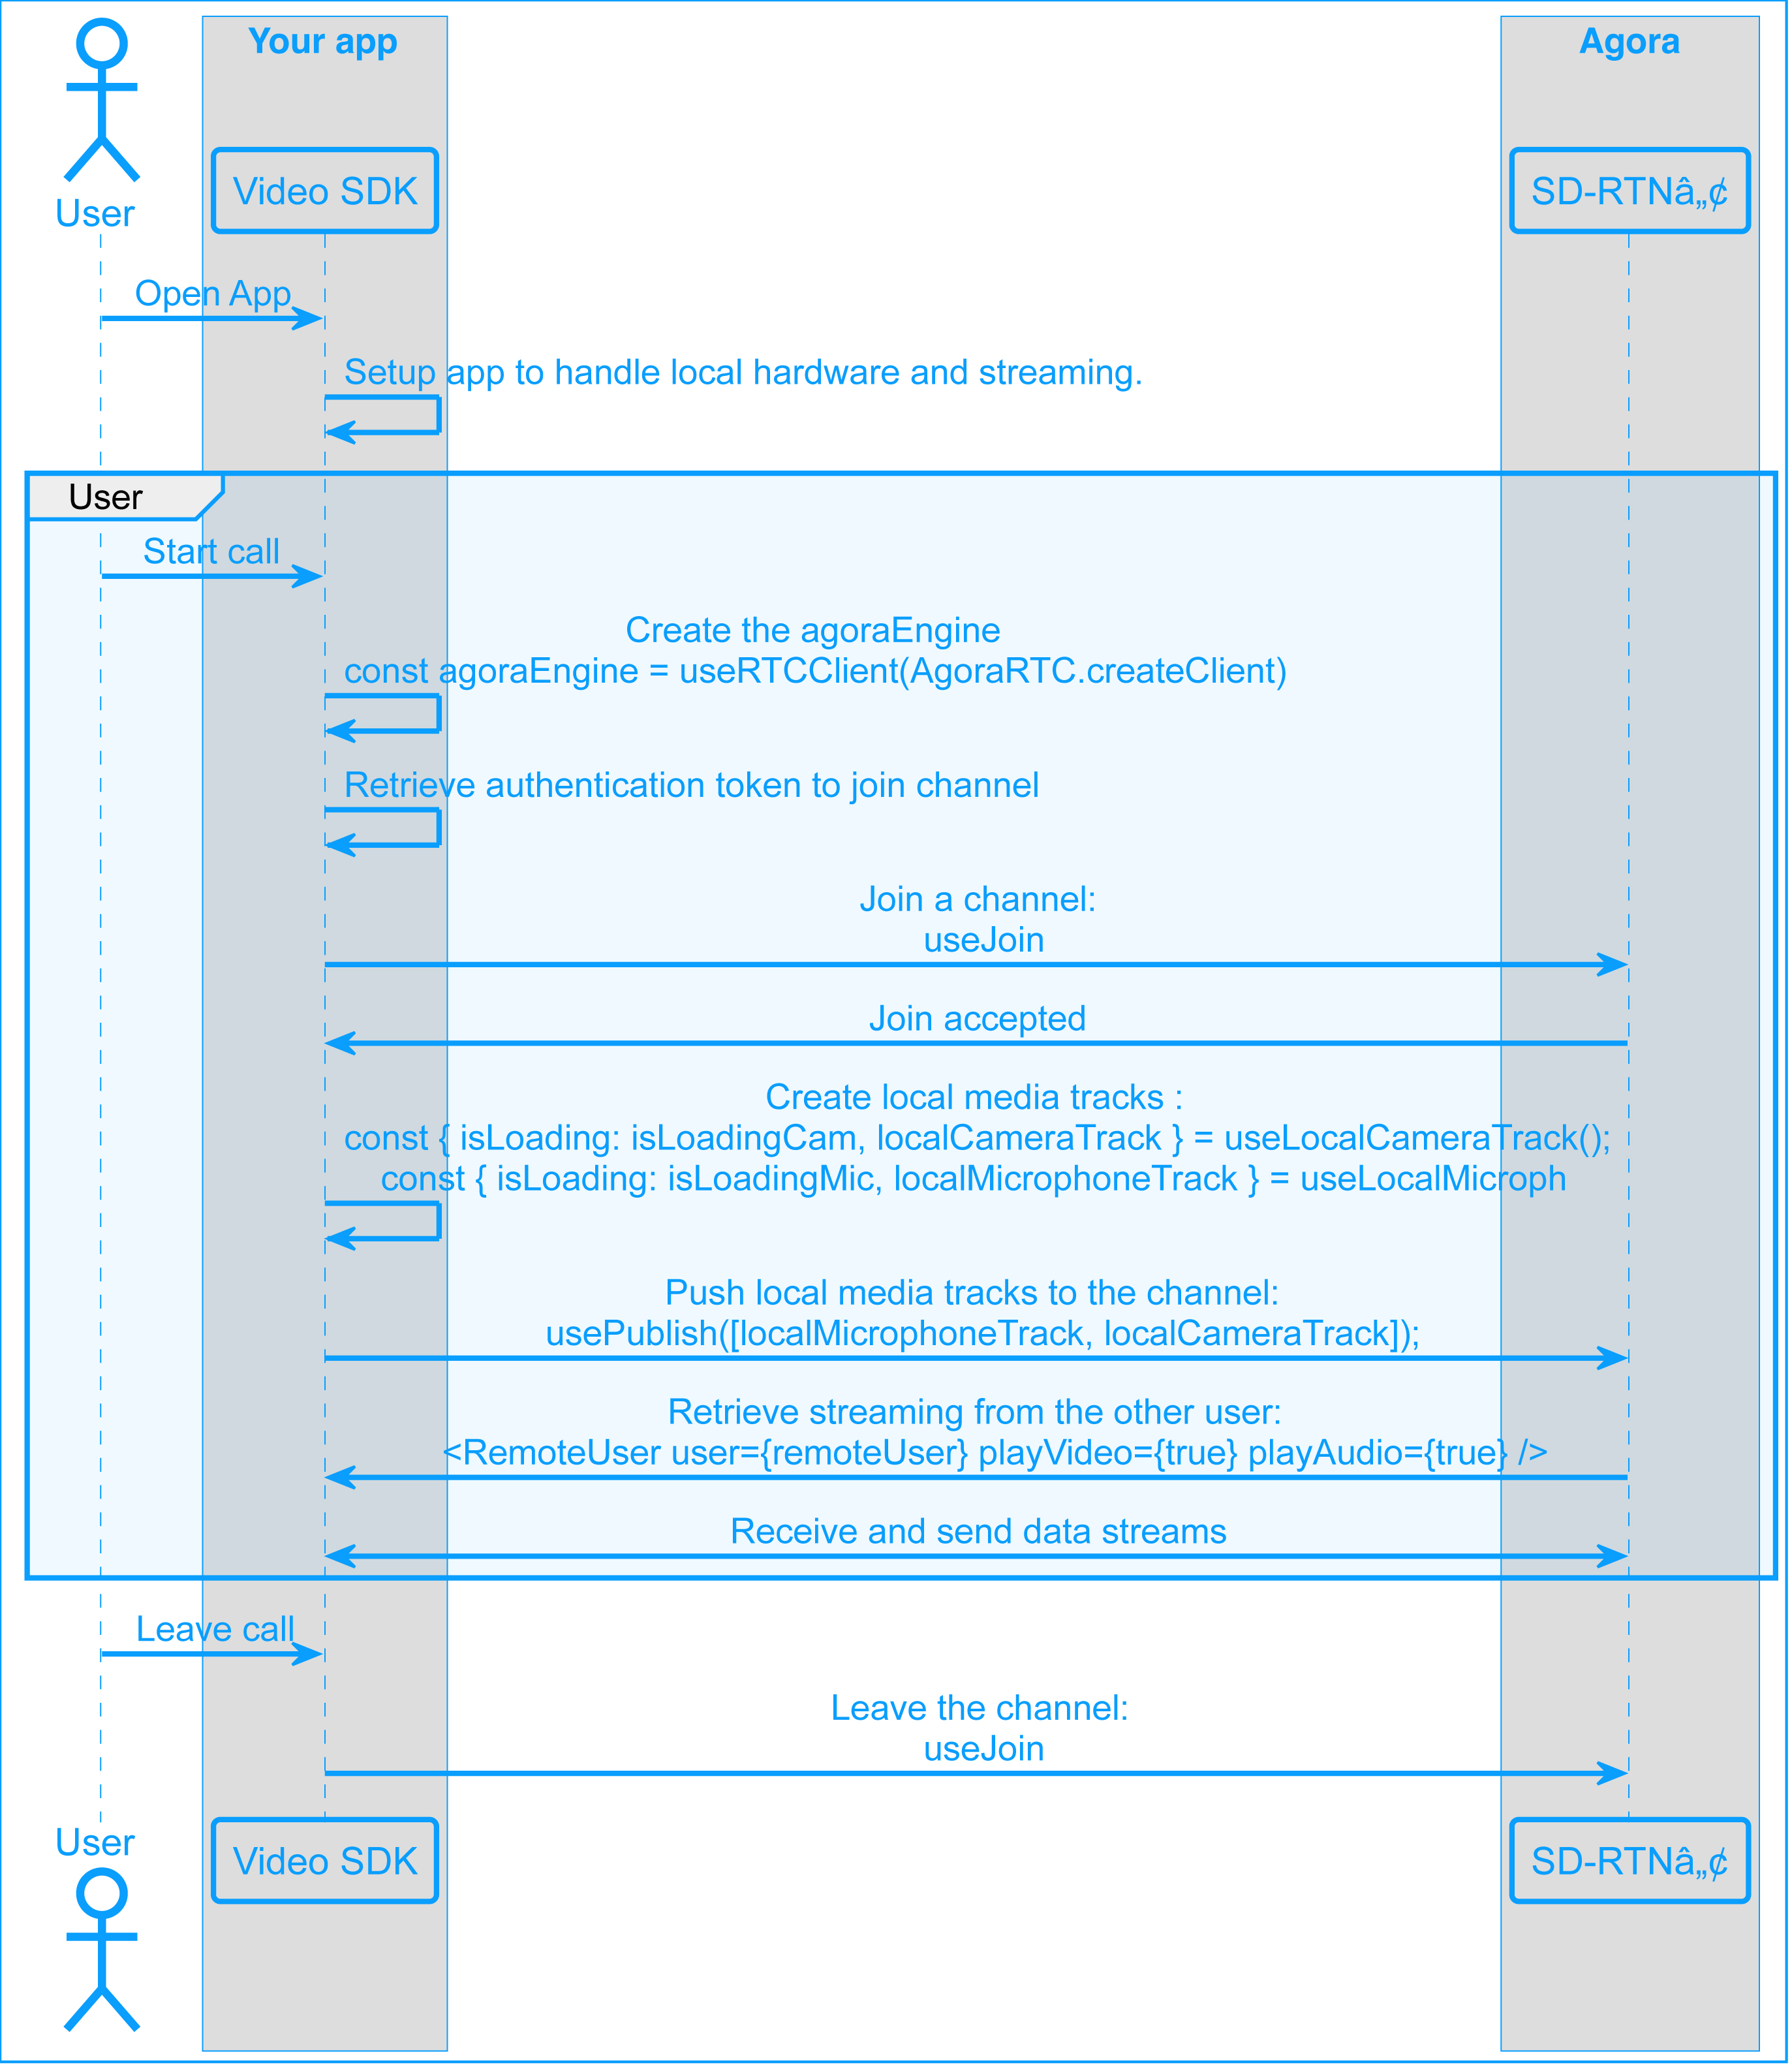 Your app
Agora
User
Video SDK
SD-RTNâ„¢
Open App
Setup app to handle local hardware and streaming.
User
Start call
Create the agoraEngine
const agoraEngine = useRTCClient(AgoraRTC.createClient)
Retrieve authentication token to join channel
Join a channel:
useJoin
Join accepted
Create local media tracks :
const { isLoading: isLoadingCam, localCameraTrack } = useLocalCameraTrack();
const { isLoading: isLoadingMic, localMicrophoneTrack } = useLocalMicroph
Push local media tracks to the channel:
usePublish([localMicrophoneTrack, localCameraTrack]);
Retrieve streaming from the other user:
<RemoteUser user={remoteUser} playVideo={true} playAudio={true} />
Receive and send data streams
Leave call
Leave the channel:
useJoin
User
Video SDK
SD-RTNâ„¢